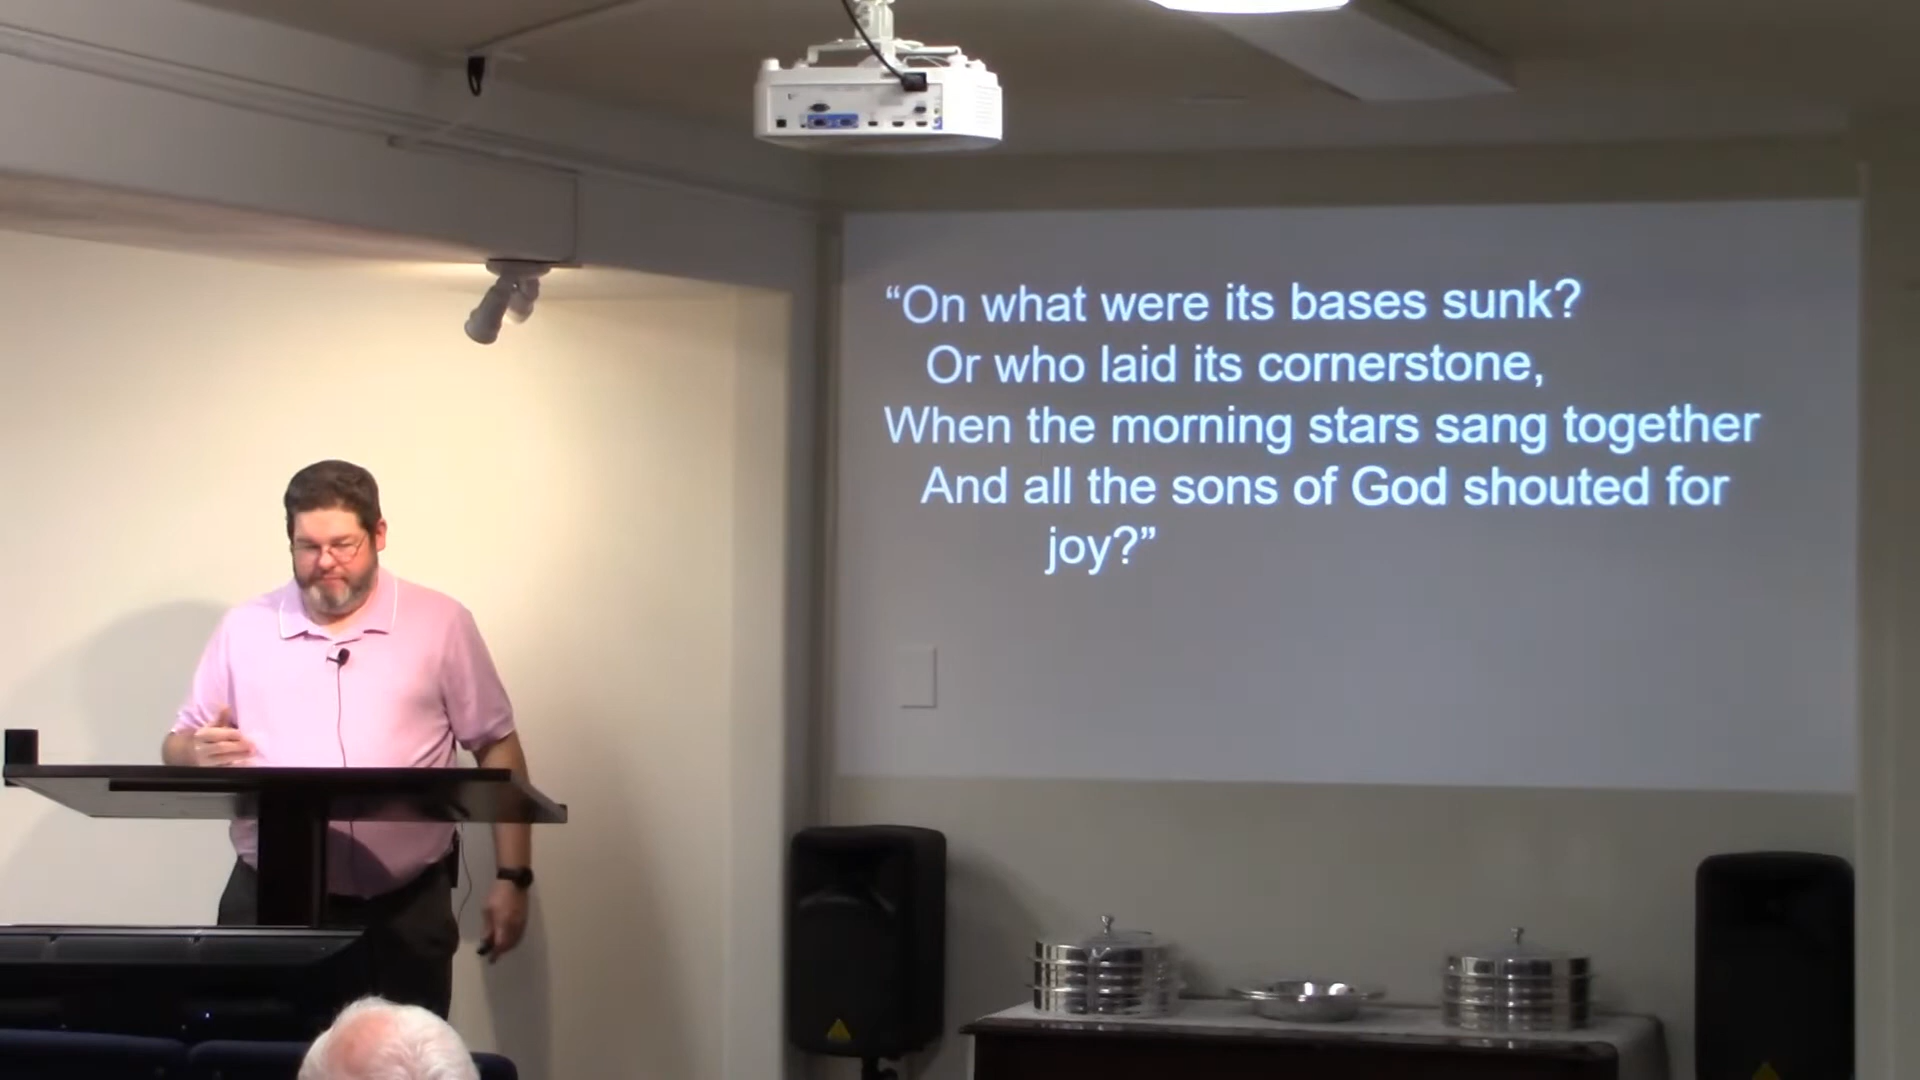 “On what were its bases sunk?
Or who laid its cornerstone,
When the morning stars sang together
And all the sons of God shouted for
joy?”